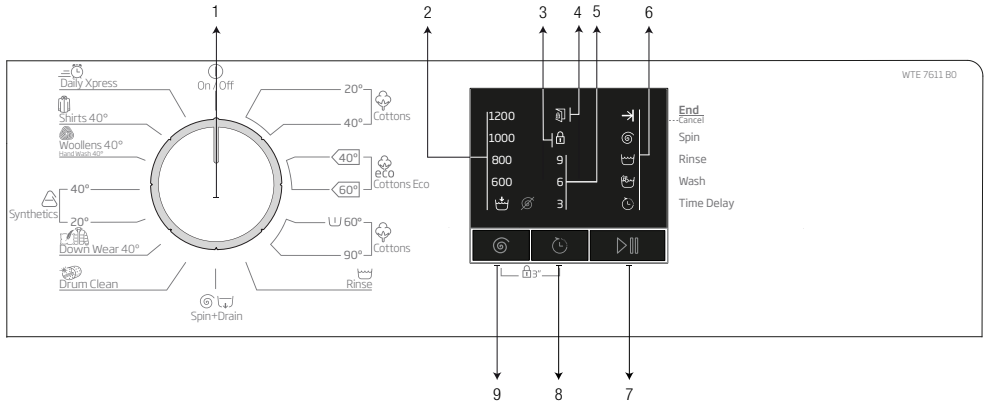 1
2
3
4
5
6
WTE 7611 B0
Daily Xpress
On / Off
Shirts 40°
Woollens 40°
Hand Wash 40°
40°
Synthetics
20°
Down Wear 40°
Drum Clean
Spin+Drain
Rinse
20°
40°
Cottons
40°
eco
60°
Cottons Eco
60°
90°
Cottons
1200
1000
800
600
9
6
3
End
Cancel
Spin
Rinse
Wash
Time Delay
3"
9
8
7